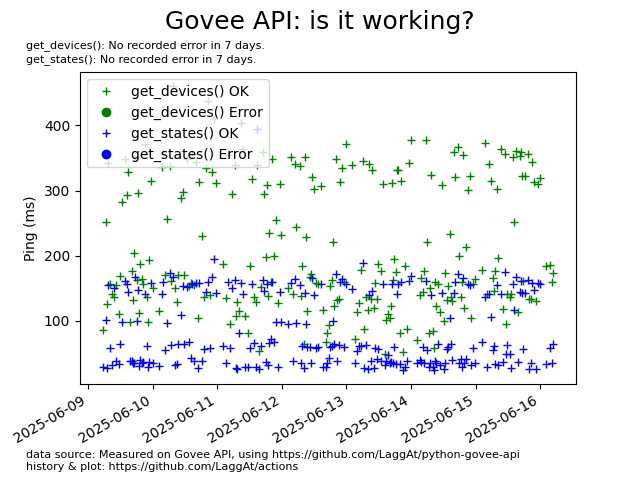 Govee API: is it working?
get_devices(): No recorded error in 7 days.
get_states(): No recorded error in 7 days.
get_devices() OK
get_devices() Error
get_states() OK
get_states() Error
Ping (ms)
400
300
200
100
2025-06-09
2025-06-10
2025-06-11
2025-06-12
2025-06-13
2025-06-14
2025-06-15
2025-06-16
data source: Measured on Govee API, using https://github.com/LaggAt/python-govee-api
history & plot: https://github.com/LaggAt/actions